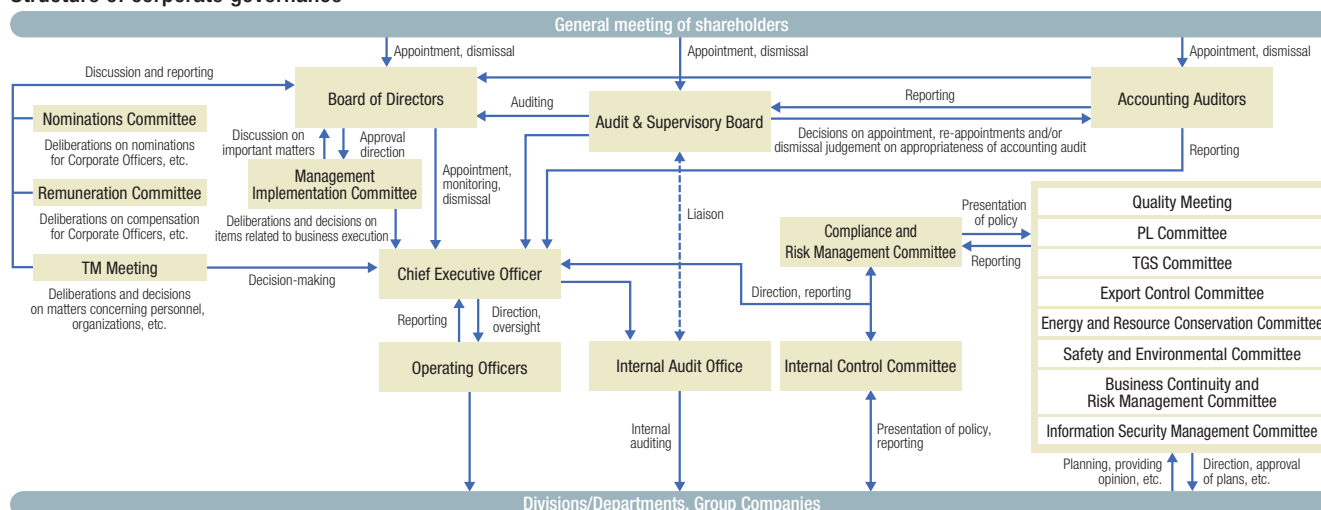 Structure of corporate governance
General meeting of shareholders
Appointment, dismissal
Appointment, dismissal
Appointment, dismissal
Discussion and reporting
Board of Directors
Auditing
Audit & Supervisory Board
Reporting
Accounting Auditors
Nominations Committee
Deliberations on nominations
for Corporate Officers, etc.
Discussion on
important matters
Approval
direction
Decisions on appointment, re-appointments and/or
dismissal judgement on appropriateness of accounting audit
Reporting
Management
Implementation Committee
Appointment,
monitoring,
dismissal
Remuneration Committee
Deliberations on compensation
for Corporate Officers, etc.
Deliberations and decisions on
items related to business execution
Liaison
Compliance and
Risk Management Committee
Presentation
of policy
Reporting
Quality Meeting
PL Committee
TGS Committee
Export Control Committee
Energy and Resource Conservation Committee
Safety and Environmental Committee
Business Continuity and
Risk Management Committee
Information Security Management Committee
TM Meeting
Deliberations and decisions
on matters concerning personnel,
organizations, etc.
Decision-making
Chief Executive Officer
Direction, reporting
Reporting
Direction,
oversight
Operating Officers
Internal Audit Office
Internal Control Committee
Internal
auditing
Presentation of policy,
reporting
Planning, providing
opinion, etc.
Direction, approval
of plans, etc.
Divisions/Departments, Group Companies